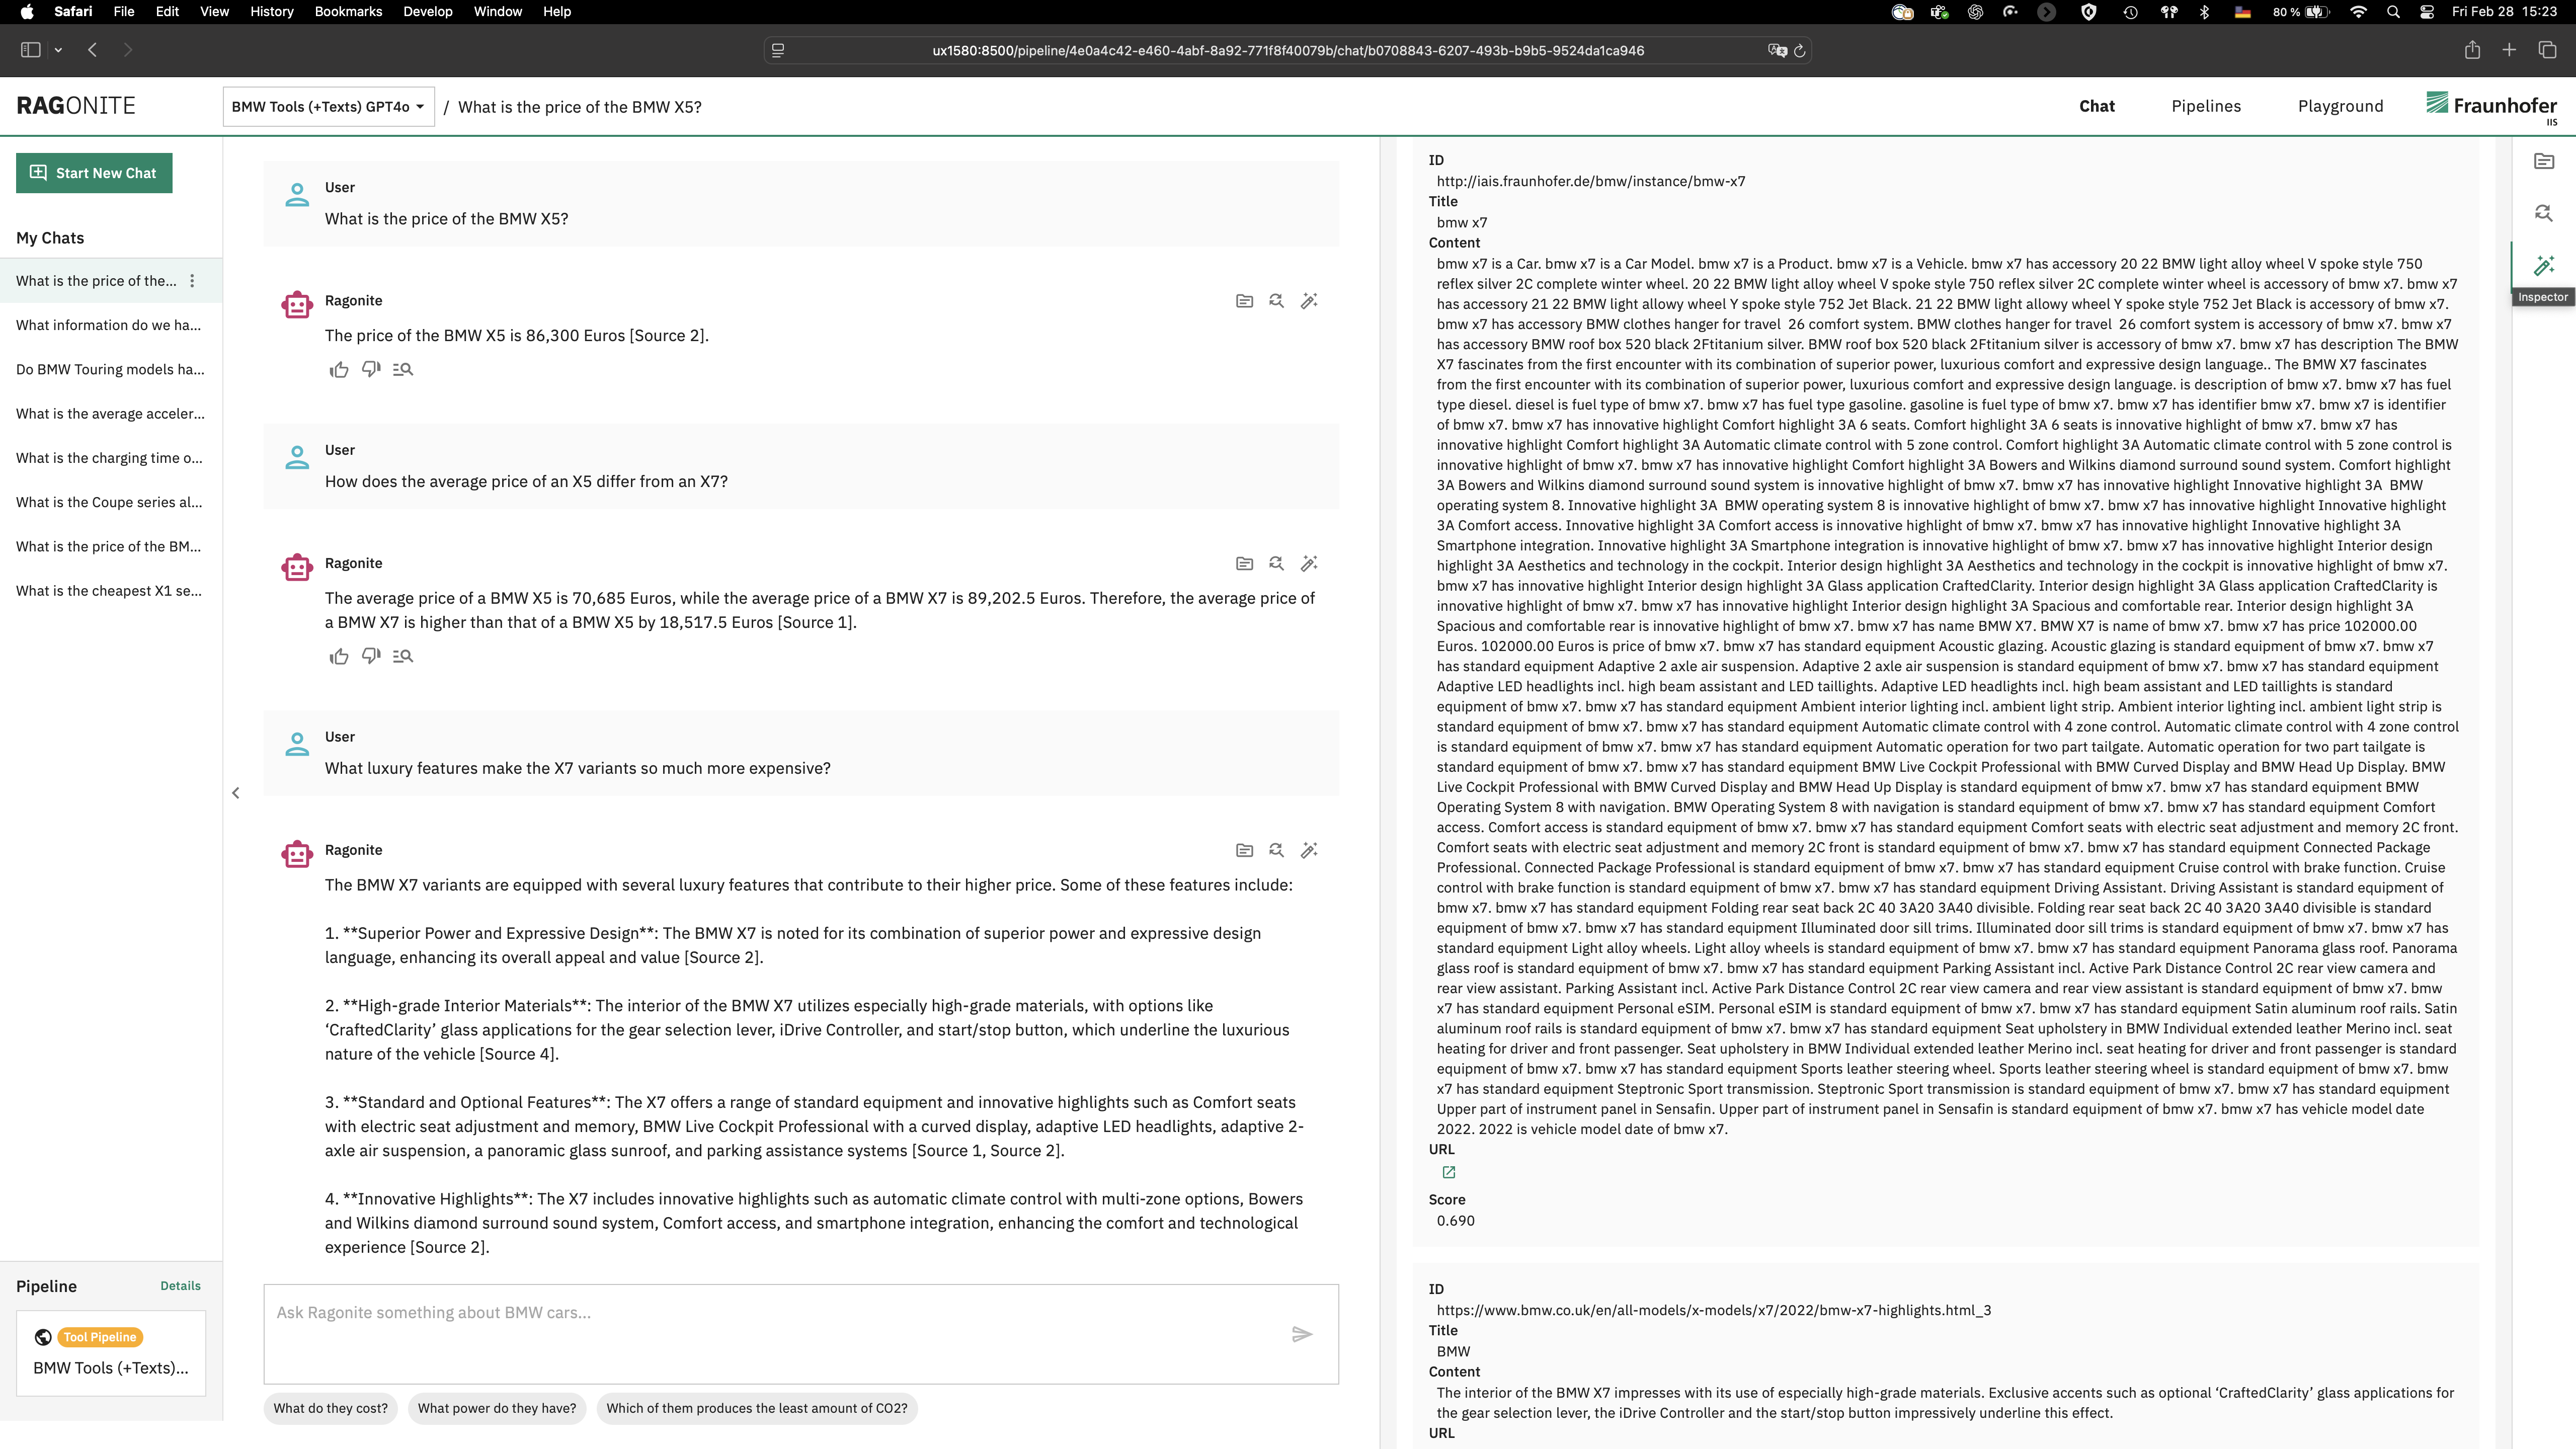 Safari File Edit View History Bookmarks Develop Window Help
80 % Fri Feb 28 15:23
ux1580:8500/pipeline/4e0a4c42-e460-4abf-8a92-771f8f40079b/chat/b0708843-6207-493b-b9b5-9524da1ca946
RAGONITE
BMW Tools (+Texts) GPT4o / What is the price of the BMW X5?
Chat Pipelines Playground
Fraunhofer
IIS
Start New Chat
My Chats
What is the price of the...
What information do we ha...
Do BMW Touring models ha...
What is the average acceler...
What is the charging time o...
What is the Coupe series al...
What is the price of the BM...
What is the cheapest X1 se...
Pipeline Details
Tool Pipeline
BMW Tools (+Texts)...
User
What is the price of the BMW X5?
Ragonite
The price of the BMW X5 is 86,300 Euros [Source 2].
User
How does the average price of an X5 differ from an X7?
Ragonite
The average price of a BMW X5 is 70,685 Euros, while the average price of a BMW X7 is 89,202.5 Euros. Therefore, the average price of
a BMW X7 is higher than that of a BMW X5 by 18,517.5 Euros [Source 1].
User
What luxury features make the X7 variants so much more expensive?
Ragonite
The BMW X7 variants are equipped with several luxury features that contribute to their higher price. Some of these features include:
1. **Superior Power and Expressive Design**: The BMW X7 is noted for its combination of superior power and expressive design
language, enhancing its overall appeal and value [Source 2].
2. **High-grade Interior Materials**: The interior of the BMW X7 utilizes especially high-grade materials, with options like
‘CraftedClarity’ glass applications for the gear selection lever, iDrive Controller, and start/stop button, which underline the luxurious
nature of the vehicle [Source 4].
3. **Standard and Optional Features**: The X7 offers a range of standard equipment and innovative highlights such as Comfort seats
with electric seat adjustment and memory, BMW Live Cockpit Professional with a curved display, adaptive LED headlights, adaptive 2-
axle air suspension, a panoramic glass sunroof, and parking assistance systems [Source 1, Source 2].
4. **Innovative Highlights**: The X7 includes innovative highlights such as automatic climate control with multi-zone options, Bowers
and Wilkins diamond surround sound system, Comfort access, and smartphone integration, enhancing the comfort and technological
experience [Source 2].
Ask Ragonite something about BMW cars...
What do they cost? What power do they have? Which of them produces the least amount of CO2?
ID
http://iais.fraunhofer.de/bmw/instance/bmw-x7
Title
bmw x7
Content
bmw x7 is a Car. bmw x7 is a Car Model. bmw x7 is a Product. bmw x7 is a Vehicle. bmw x7 has accessory 20 22 BMW light alloy wheel V spoke style 750
reflex silver 2C complete winter wheel. 20 22 BMW light alloy wheel V spoke style 750 reflex silver 2C complete winter wheel is accessory of bmw x7. bmw x7
has accessory 21 22 BMW light allowy wheel Y spoke style 752 Jet Black. 21 22 BMW light allowy wheel Y spoke style 752 Jet Black is accessory of bmw x7.
bmw x7 has accessory BMW clothes hanger for travel 26 comfort system. BMW clothes hanger for travel 26 comfort system is accessory of bmw x7. bmw x7
has accessory BMW roof box 520 black 2Ftitanium silver. BMW roof box 520 black 2Ftitanium silver is accessory of bmw x7. bmw x7 has description The BMW
X7 fascinates from the first encounter with its combination of superior power, luxurious comfort and expressive design language.. The BMW X7 fascinates
from the first encounter with its combination of superior power, luxurious comfort and expressive design language. is description of bmw x7. bmw x7 has fuel
type diesel. diesel is fuel type of bmw x7. bmw x7 has fuel type gasoline. gasoline is fuel type of bmw x7. bmw x7 has identifier bmw x7. bmw x7 is identifier
of bmw x7. bmw x7 has innovative highlight Comfort highlight 3A 6 seats. Comfort highlight 3A 6 seats is innovative highlight of bmw x7. bmw x7 has
innovative highlight Comfort highlight 3A Automatic climate control with 5 zone control. Comfort highlight 3A Automatic climate control with 5 zone control is
innovative highlight of bmw x7. bmw x7 has innovative highlight Comfort highlight 3A Bowers and Wilkins diamond surround sound system. Comfort highlight
3A Bowers and Wilkins diamond surround sound system is innovative highlight of bmw x7. bmw x7 has innovative highlight Innovative highlight 3A BMW
operating system 8. Innovative highlight 3A BMW operating system 8 is innovative highlight of bmw x7. bmw x7 has innovative highlight Innovative highlight
3A Comfort access. Innovative highlight 3A Comfort access is innovative highlight of bmw x7. bmw x7 has innovative highlight Innovative highlight 3A
Smartphone integration. Innovative highlight 3A Smartphone integration is innovative highlight of bmw x7. bmw x7 has innovative highlight Interior design
highlight 3A Aesthetics and technology in the cockpit. Interior design highlight 3A Aesthetics and technology in the cockpit is innovative highlight of bmw x7.
bmw x7 has innovative highlight Interior design highlight 3A Glass application CraftedClarity. Interior design highlight 3A Glass application CraftedClarity is
innovative highlight of bmw x7. bmw x7 has innovative highlight Interior design highlight 3A Spacious and comfortable rear. Interior design highlight 3A
Spacious and comfortable rear is innovative highlight of bmw x7. bmw x7 has name BMW X7. BMW X7 is name of bmw x7. bmw x7 has price 102000.00
Euros. 102000.00 Euros is price of bmw x7. bmw x7 has standard equipment Acoustic glazing. Acoustic glazing is standard equipment of bmw x7. bmw x7
has standard equipment Adaptive 2 axle air suspension. Adaptive 2 axle air suspension is standard equipment of bmw x7. bmw x7 has standard equipment
Adaptive LED headlights incl. high beam assistant and LED taillights. Adaptive LED headlights incl. high beam assistant and LED taillights is standard
equipment of bmw x7. bmw x7 has standard equipment Ambient interior lighting incl. ambient light strip. Ambient interior lighting incl. ambient light strip is
standard equipment of bmw x7. bmw x7 has standard equipment Automatic climate control with 4 zone control. Automatic climate control with 4 zone control
is standard equipment of bmw x7. bmw x7 has standard equipment Automatic operation for two part tailgate. Automatic operation for two part tailgate is
standard equipment of bmw x7. bmw x7 has standard equipment BMW Live Cockpit Professional with BMW Curved Display and BMW Head Up Display. BMW
Live Cockpit Professional with BMW Curved Display and BMW Head Up Display is standard equipment of bmw x7. bmw x7 has standard equipment BMW
Operating System 8 with navigation. BMW Operating System 8 with navigation is standard equipment of bmw x7. bmw x7 has standard equipment Comfort
access. Comfort access is standard equipment of bmw x7. bmw x7 has standard equipment Comfort seats with electric seat adjustment and memory 2C front.
Comfort seats with electric seat adjustment and memory 2C front is standard equipment of bmw x7. bmw x7 has standard equipment Connected Package
Professional. Connected Package Professional is standard equipment of bmw x7. bmw x7 has standard equipment Cruise control with brake function. Cruise
control with brake function is standard equipment of bmw x7. bmw x7 has standard equipment Driving Assistant. Driving Assistant is standard equipment of
bmw x7. bmw x7 has standard equipment Folding rear seat back 2C 40 3A20 3A40 divisible. Folding rear seat back 2C 40 3A20 3A40 divisible is standard
equipment of bmw x7. bmw x7 has standard equipment Illuminated door sill trims. Illuminated door sill trims is standard equipment of bmw x7. bmw x7 has
standard equipment Light alloy wheels. Light alloy wheels is standard equipment of bmw x7. bmw x7 has standard equipment Panorama glass roof. Panorama
glass roof is standard equipment of bmw x7. bmw x7 has standard equipment Parking Assistant incl. Active Park Distance Control 2C rear view camera and
rear view assistant. Parking Assistant incl. Active Park Distance Control 2C rear view camera and rear view assistant is standard equipment of bmw x7. bmw
x7 has standard equipment Personal eSIM. Personal eSIM is standard equipment of bmw x7. bmw x7 has standard equipment Satin aluminum roof rails. Satin
aluminum roof rails is standard equipment of bmw x7. bmw x7 has standard equipment Seat upholstery in BMW Individual extended leather Merino incl. seat
heating for driver and front passenger. Seat upholstery in BMW Individual extended leather Merino incl. seat heating for driver and front passenger is standard
equipment of bmw x7. bmw x7 has standard equipment Sports leather steering wheel. Sports leather steering wheel is standard equipment of bmw x7. bmw
x7 has standard equipment Steptronic Sport transmission. Steptronic Sport transmission is standard equipment of bmw x7. bmw x7 has standard equipment
Upper part of instrument panel in Sensafin. Upper part of instrument panel in Sensafin is standard equipment of bmw x7. bmw x7 has vehicle model date
2022. 2022 is vehicle model date of bmw x7.
URL
Score
0.690
ID
https://www.bmw.co.uk/en/all-models/x-models/x7/2022/bmw-x7-highlights.html_3
Title
BMW
Content
The interior of the BMW X7 impresses with its use of especially high-grade materials. Exclusive accents such as optional ‘CraftedClarity’ glass applications for
the gear selection lever, the iDrive Controller and the start/stop button impressively underline this effect.
URL
Inspector